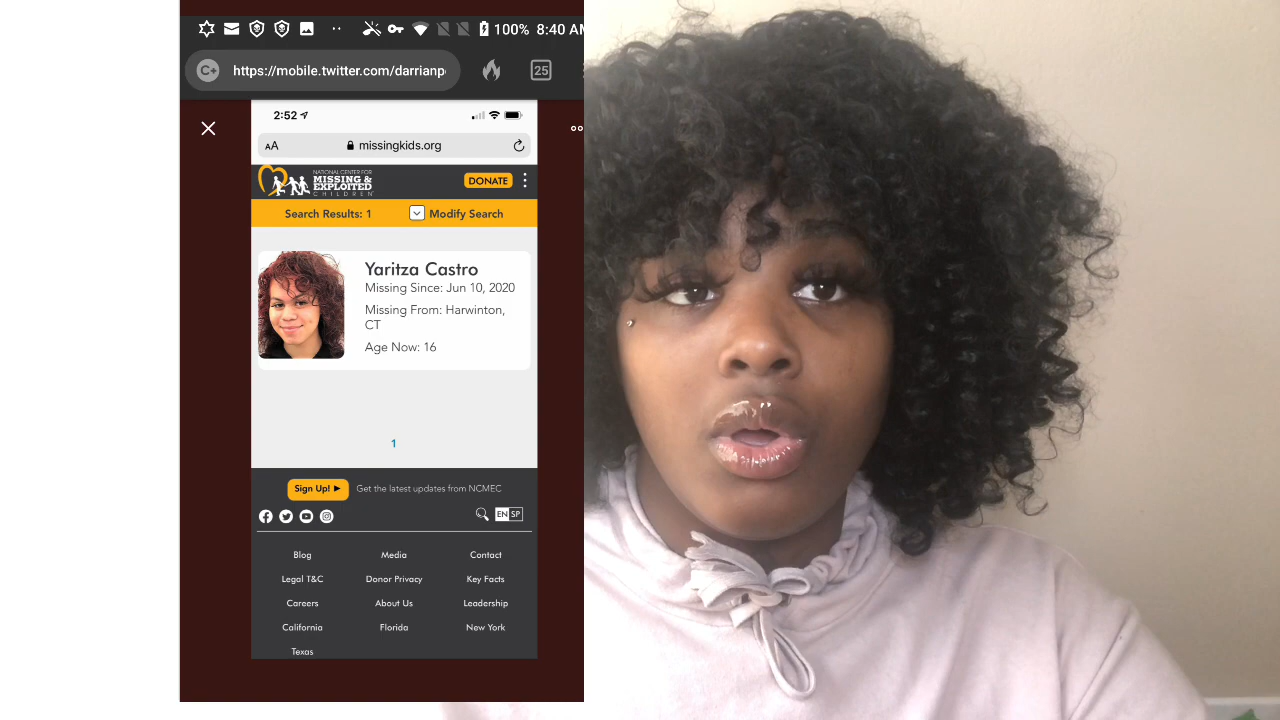 100% 8:40 AM
C+ https://mobile.twitter.com/darrianp
25
2:52
AA missingkids.org
NATIONAL CENTER FOR
MISSING &
EXPLOITED
CHILDREN
DONATE
Search Results: 1 Modify Search
Yaritza Castro
Missing Since: Jun 10, 2020
Missing From: Harwinton,
CT
Age Now: 16
1
Sign Up! Get the latest updates from NCMEC
EN SP
Blog Media Contact
Legal T&C Donor Privacy Key Facts
Careers About Us Leadership
California Florida New York
Texas